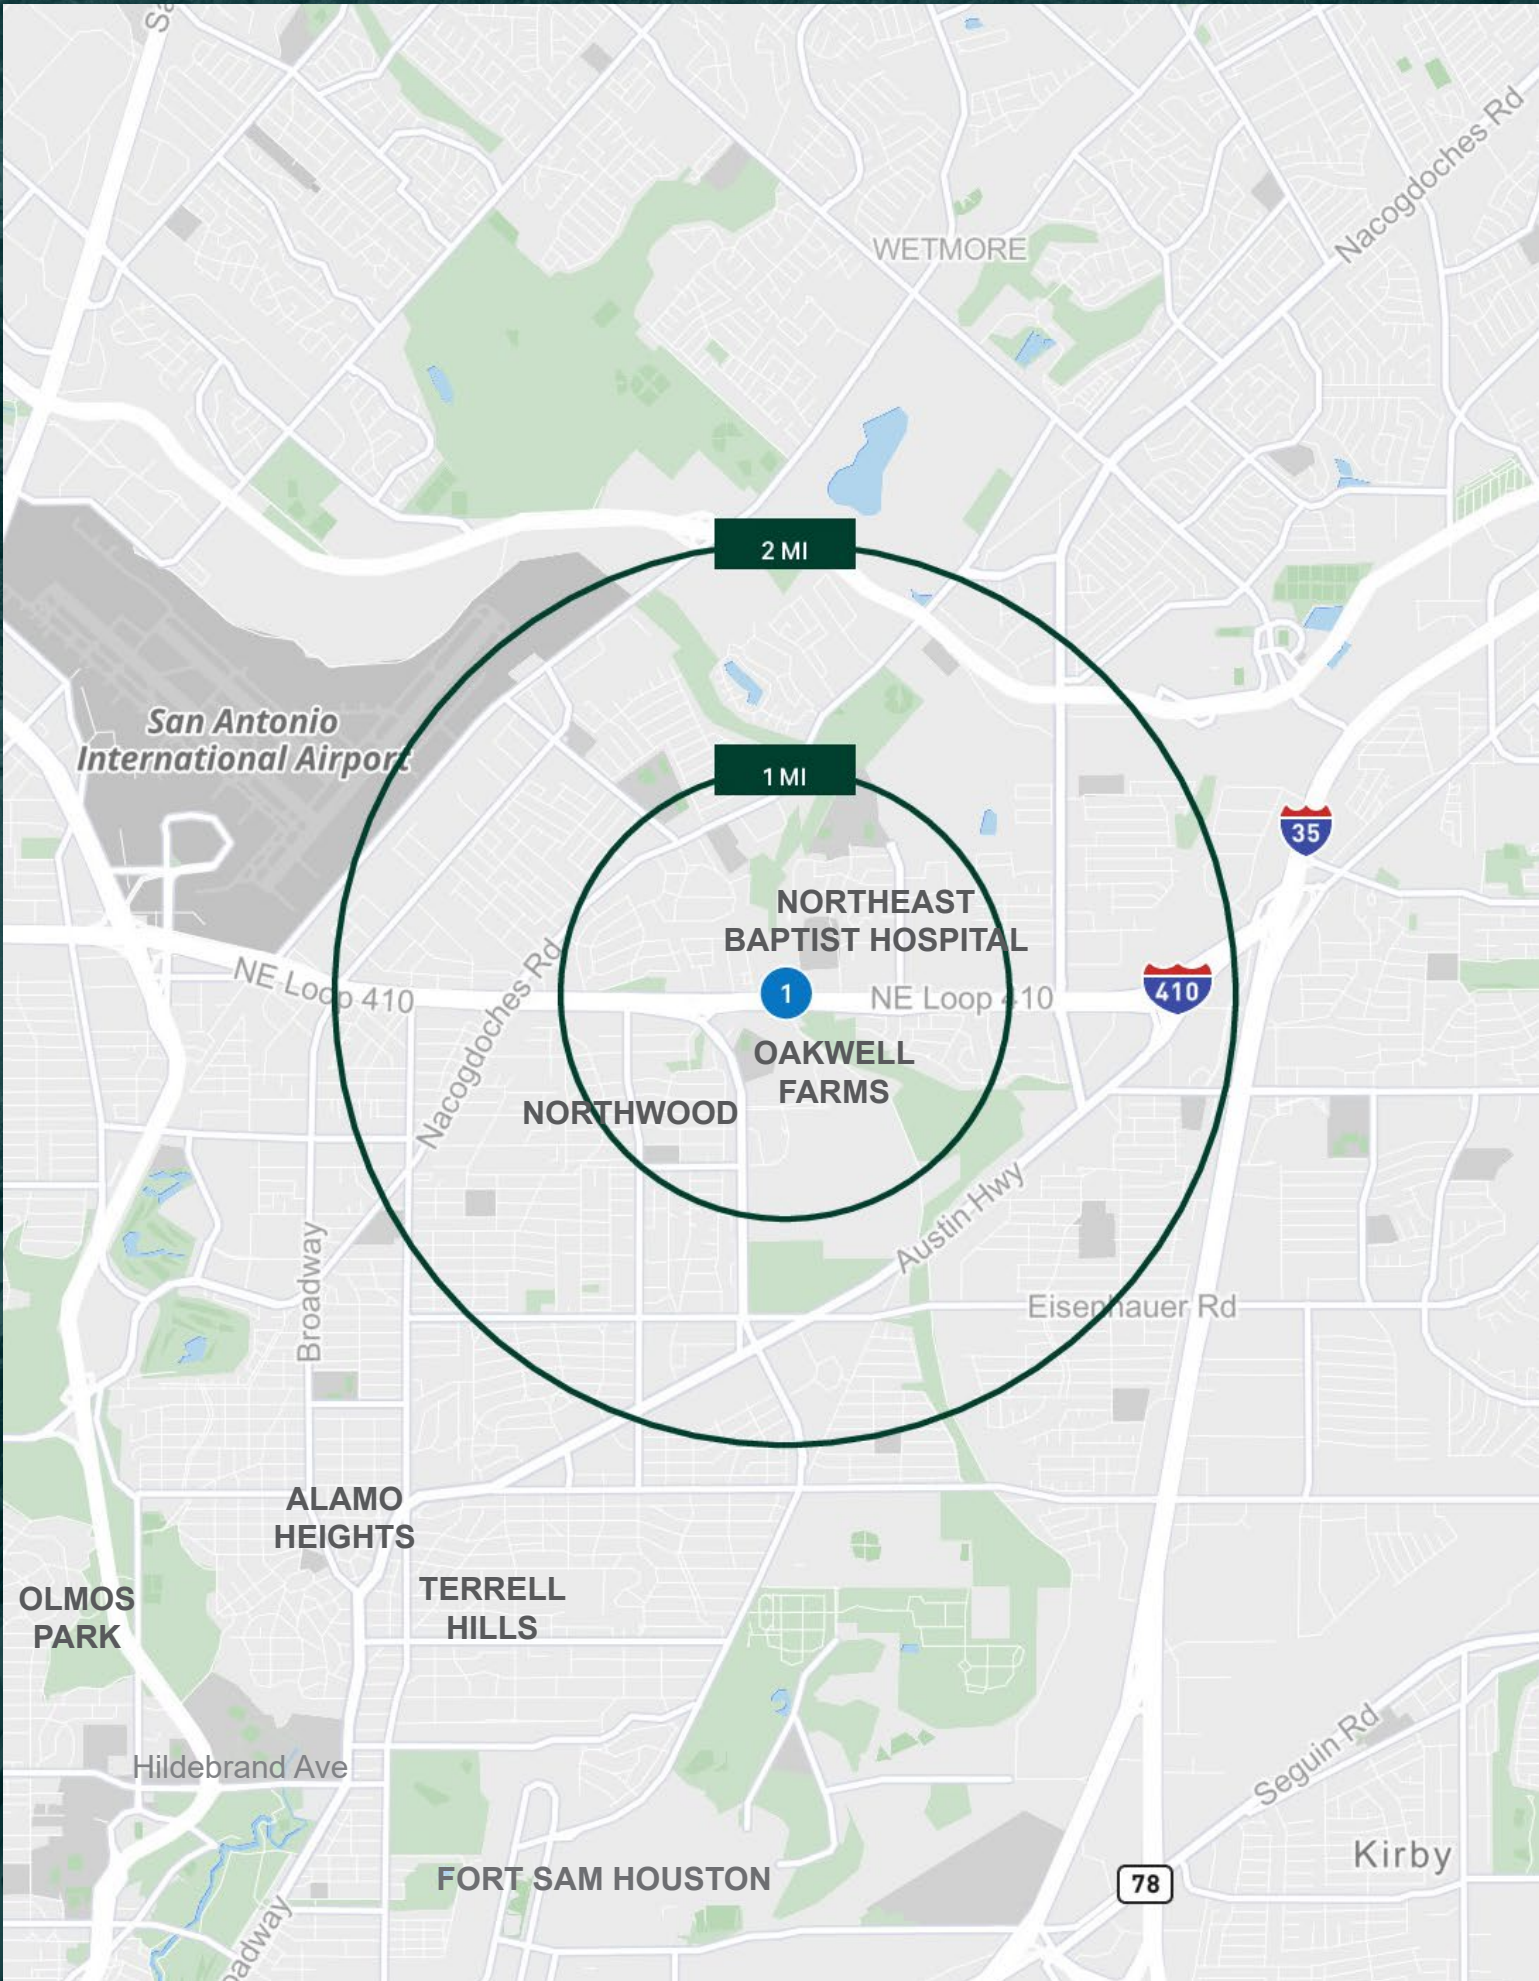 Sa
Nacogdoches Rd
WETMORE
2 MI
San Antonio
International Airport
1 MI
35
NORTHEAST
BAPTIST HOSPITAL
NE Loop 410
Nacogdoches Rd
1
NE Loop 410
410
OAKWELL
FARMS
NORTHWOOD
Austin Hwy
Broadway
Eisenhauer Rd
ALAMO
HEIGHTS
OLMOS
PARK
TERRELL
HILLS
Hildebrand Ave
Seguin Rd
Kirby
FORT SAM HOUSTON
78
oadway